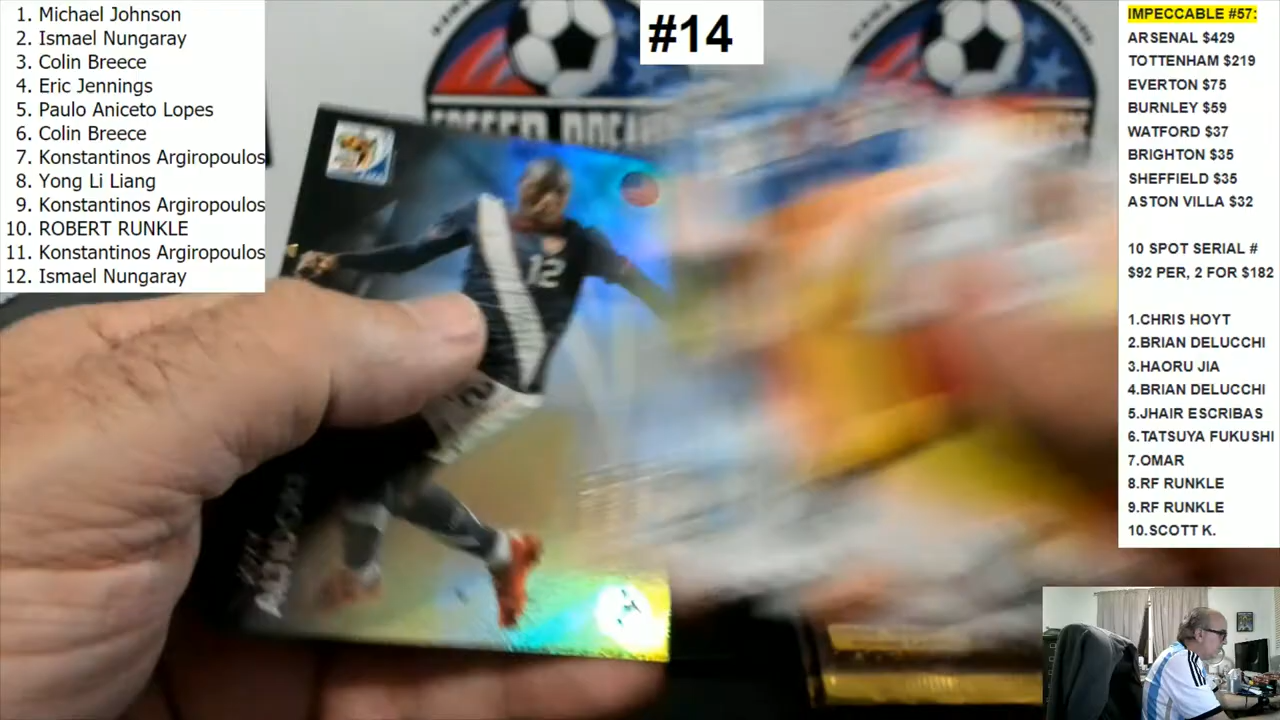 1. Michael Johnson
2. Ismael Nungaray
3. Colin Breece
4. Eric Jennings
5. Paulo Aniceto Lopes
6. Colin Breece
7. Konstantinos Argiropoulos
8. Yong Li Liang
9. Konstantinos Argiropoulos
10. ROBERT RUNKLE
11. Konstantinos Argiropoulos
12. Ismael Nungaray
#14
12
IMPECCABLE #57:
ARSENAL $429
TOTTENHAM $219
EVERTON $75
BURNLEY $59
WATFORD $37
BRIGHTON $35
SHEFFIELD $35
ASTON VILLA $32
10 SPOT SERIAL #
$92 PER, 2 FOR $182
1.CHRIS HOYT
2.BRIAN DELUCCHI
3.HAORU JIA
4.BRIAN DELUCCHI
5.JHAIR ESCRIBAS
6.TATSUYA FUKUSHI
7.OMAR
8.RF RUNKLE
9.RF RUNKLE
10.SCOTT K.